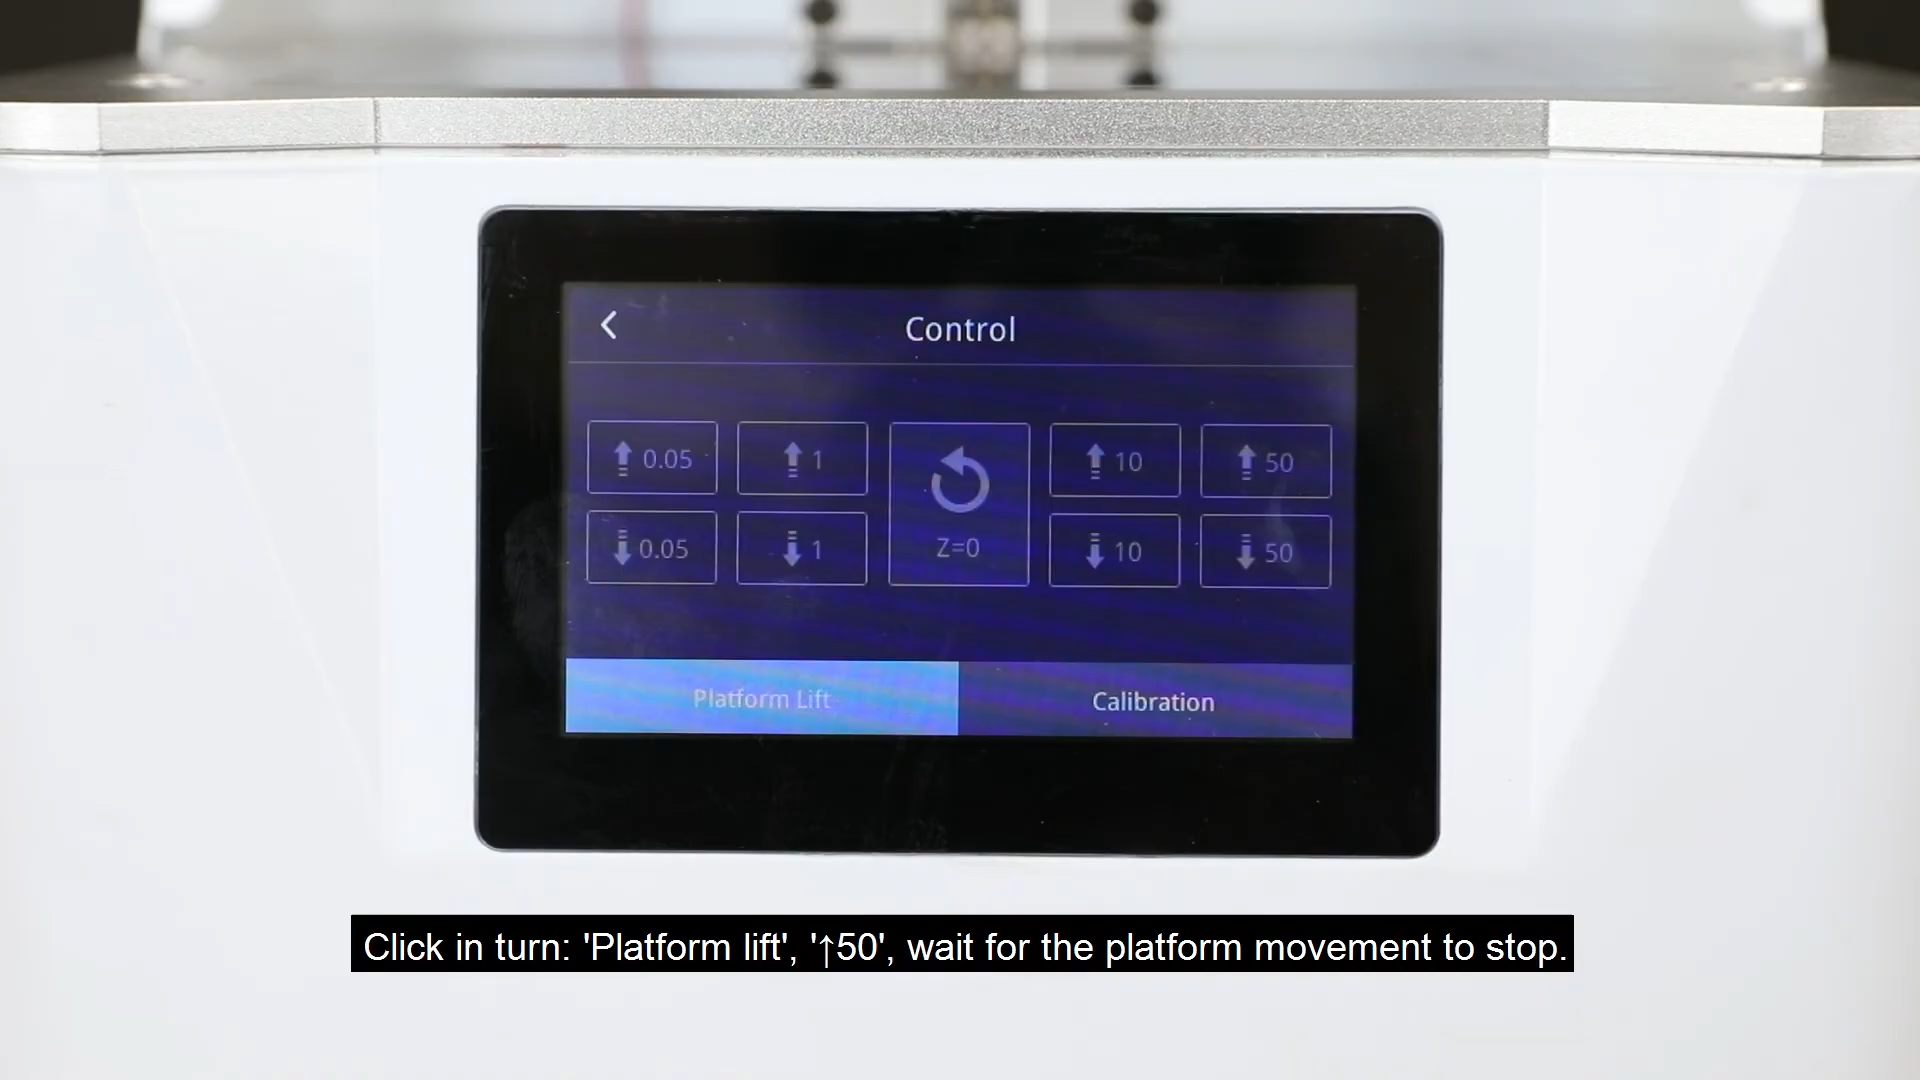 Control
↑ 0.05
↑ 1
↑ 10
↑ 50
↓ 0.05
↓ 1
Z=0
↓ 10
↓ 50
Platform Lift
Calibration
Click in turn: 'Platform lift', '↑50', wait for the platform movement to stop.